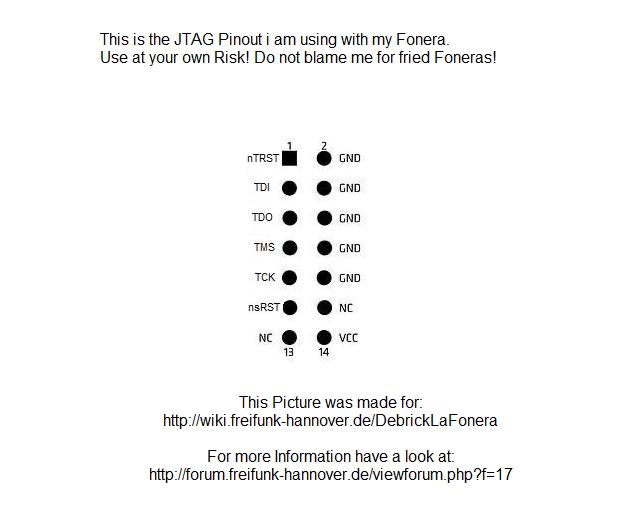 This is the JTAG Pinout i am using with my Fonera.
Use at your own Risk! Do not blame me for fried Foneras!
1 2
nTRST GND
TDI GND
TDO GND
TMS GND
TCK GND
nsRST NC
NC VCC
13 14
This Picture was made for:
http://wiki.freifunk-hannover.de/DebrickLaFonera
For more Information have a look at:
http://forum.freifunk-hannover.de/viewforum.php?f=17